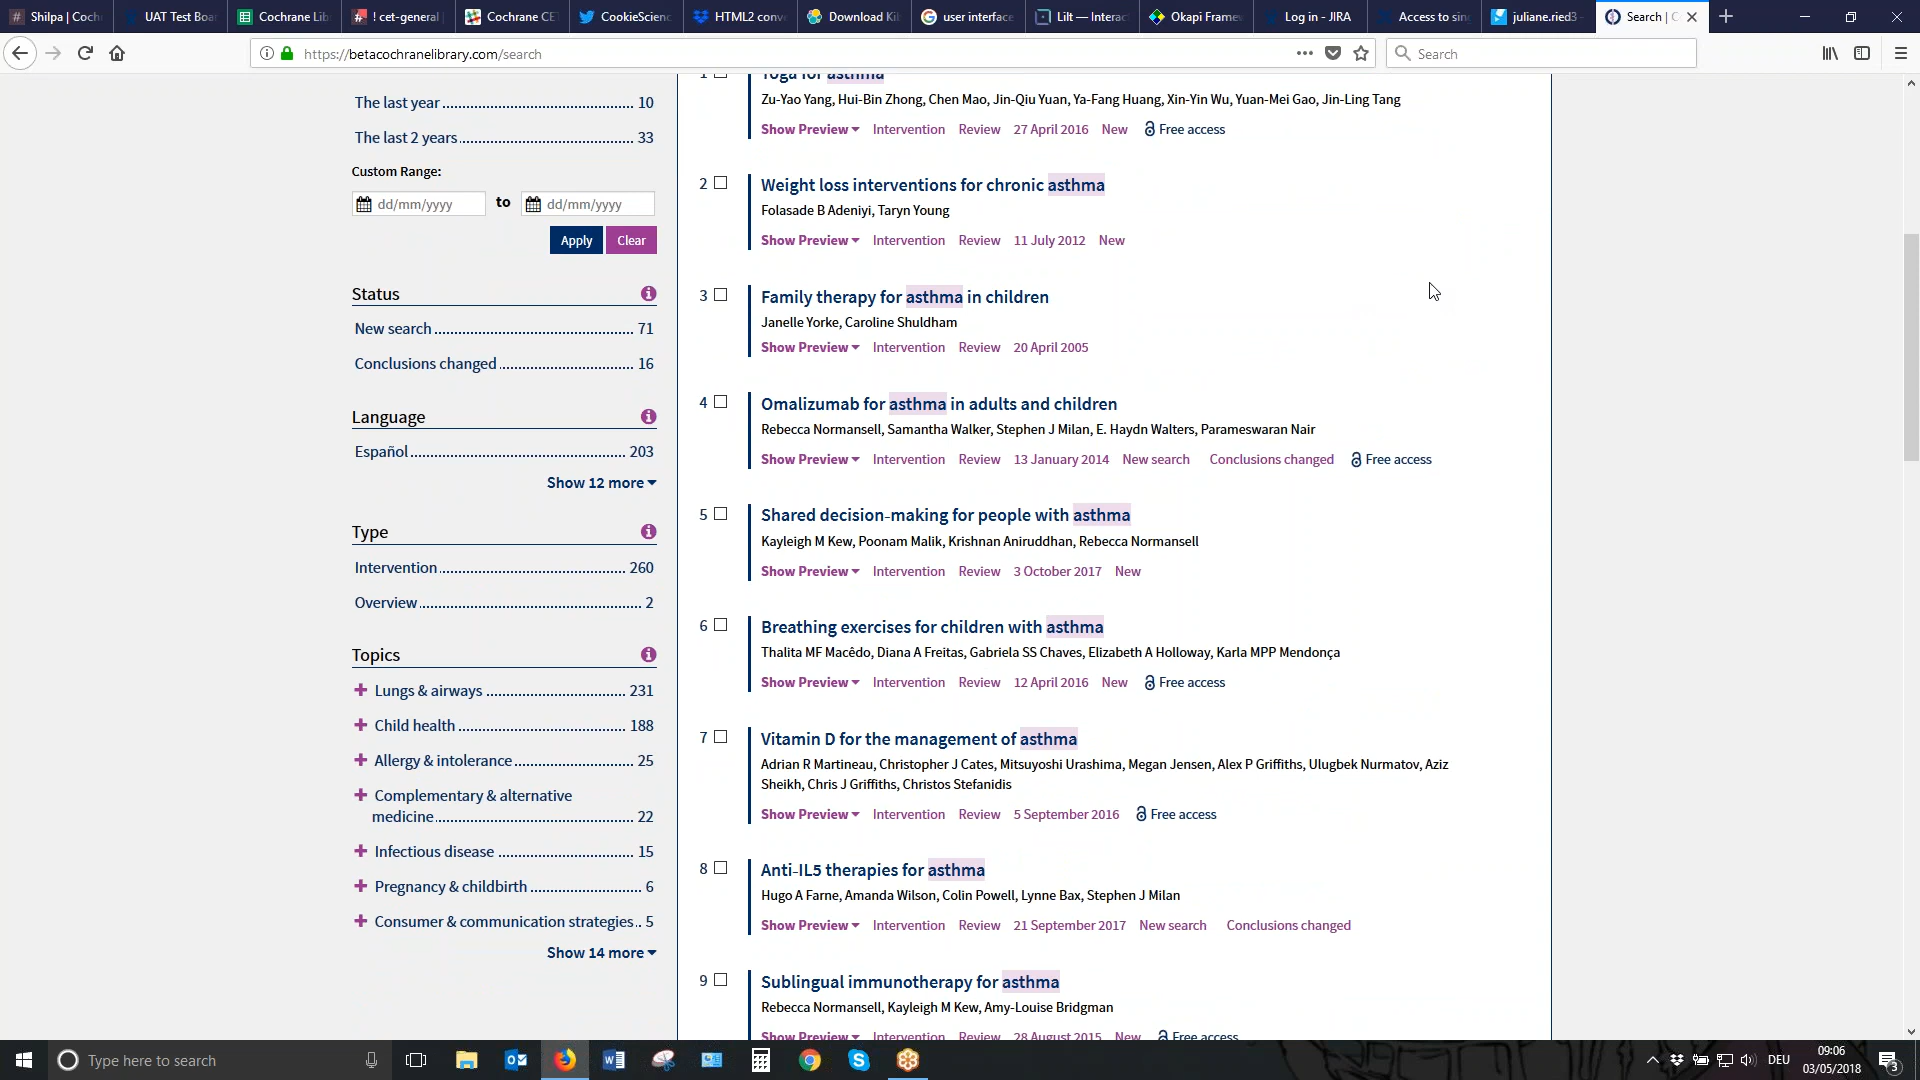 Shilpa | Coch
UAT Test Boa
Cochrane Lib
! cet-general
Cochrane CE
CookieScienc
HTML2 conv
Download Ki
user interface
Lilt — Interac
Okapi Frame
Log in - JIRA
Access to sin
juliane.ried3
Search | C
https://betacochranelibrary.com/search
Search
The last year 10
The last 2 years 33
Custom Range:
dd/mm/yyyy to dd/mm/yyyy
Apply Clear
Status
New search 71
Conclusions changed 16
Language
Español 203
Show 12 more
Type
Intervention 260
Overview 2
Topics
Lungs & airways 231
Child health 188
Allergy & intolerance 25
Complementary & alternative
medicine 22
Infectious disease 15
Pregnancy & childbirth 6
Consumer & communication strategies 5
Show 14 more
1 Yoga for asthma
Zu-Yao Yang, Hui-Bin Zhong, Chen Mao, Jin-Qiu Yuan, Ya-Fang Huang, Xin-Yin Wu, Yuan-Mei Gao, Jin-Ling Tang
Show Preview Intervention Review 27 April 2016 New Free access
2 Weight loss interventions for chronic asthma
Folasade B Adeniyi, Taryn Young
Show Preview Intervention Review 11 July 2012 New
3 Family therapy for asthma in children
Janelle Yorke, Caroline Shuldham
Show Preview Intervention Review 20 April 2005
4 Omalizumab for asthma in adults and children
Rebecca Normansell, Samantha Walker, Stephen J Milan, E. Haydn Walters, Parameswaran Nair
Show Preview Intervention Review 13 January 2014 New search Conclusions changed Free access
5 Shared decision-making for people with asthma
Kayleigh M Kew, Poonam Malik, Krishnan Aniruddhan, Rebecca Normansell
Show Preview Intervention Review 3 October 2017 New
6 Breathing exercises for children with asthma
Thalita MF Macêdo, Diana A Freitas, Gabriela SS Chaves, Elizabeth A Holloway, Karla MPP Mendonça
Show Preview Intervention Review 12 April 2016 New Free access
7 Vitamin D for the management of asthma
Adrian R Martineau, Christopher J Cates, Mitsuyoshi Urashima, Megan Jensen, Alex P Griffiths, Ulugbek Nurmatov, Aziz
Sheikh, Chris J Griffiths, Christos Stefanidis
Show Preview Intervention Review 5 September 2016 Free access
8 Anti-IL5 therapies for asthma
Hugo A Farne, Amanda Wilson, Colin Powell, Lynne Bax, Stephen J Milan
Show Preview Intervention Review 21 September 2017 New search Conclusions changed
9 Sublingual immunotherapy for asthma
Rebecca Normansell, Kayleigh M Kew, Amy-Louise Bridgman
Show Preview Intervention Review 28 August 2015 New Free access
Type here to search
DEU
09:06
03/05/2018
3